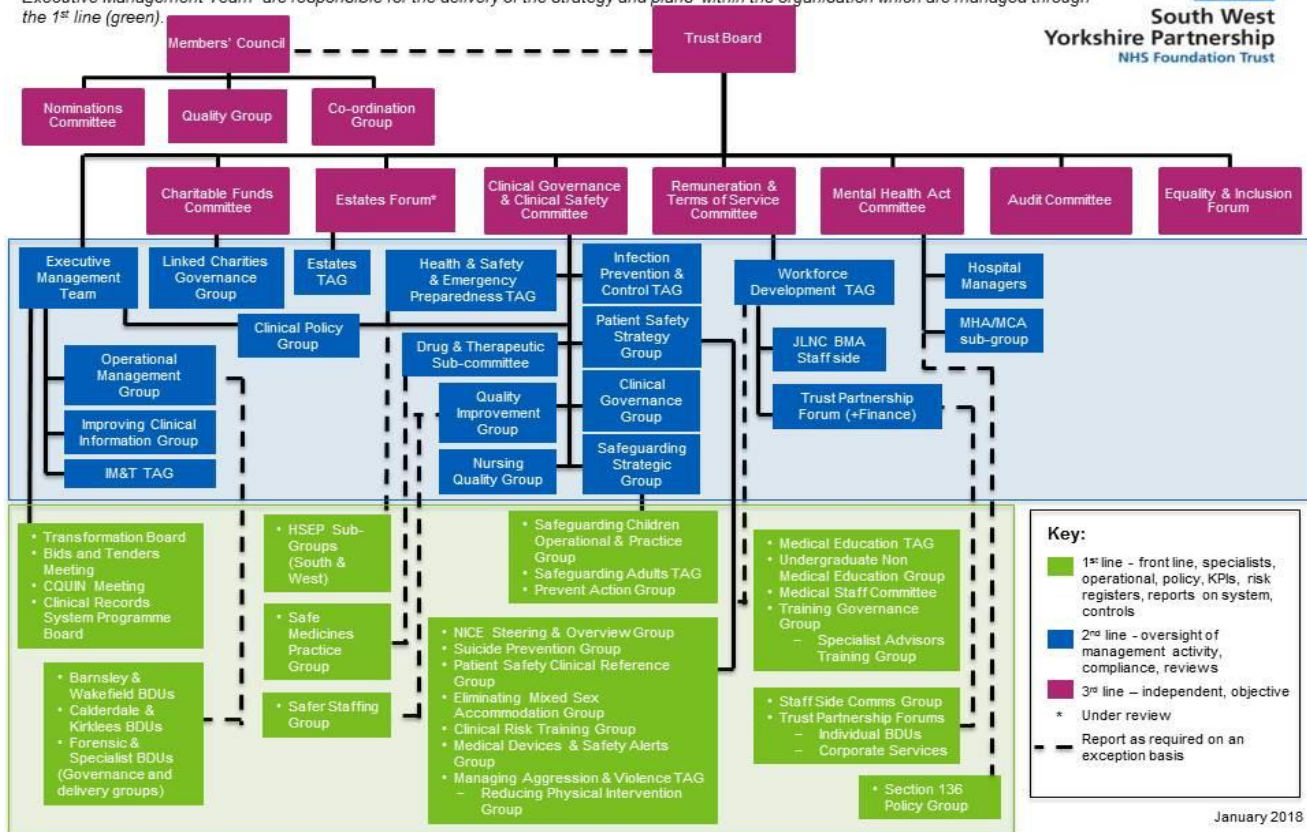 Executive Management Team are responsible for the delivery of the strategy and plans within the organisation which are managed through
the 1st line (green).
South West
Yorkshire Partnership
NHS Foundation Trust
Members' Council
Trust Board
Nominations
Committee
Quality Group
Co-ordination
Group
Charitable Funds
Committee
Estates Forum*
Clinical Governance
& Clinical Safety
Committee
Remuneration &
Terms of Service
Committee
Mental Health Act
Committee
Audit Committee
Equality & Inclusion
Forum
Executive
Management
Team
Linked Charities
Governance
Group
Estates
TAG
Health & Safety
& Emergency
Preparedness TAG
Infection
Prevention &
Control TAG
Workforce
Development TAG
Hospital
Managers
Clinical Policy
Group
Patient Safety
Strategy
Group
MHA/MCA
sub-group
Operational
Management
Group
Drug & Therapeutic
Sub-committee
JLNC BMA
Staff side
Improving Clinical
Information Group
Quality
Improvement
Group
Clinical
Governance
Group
Trust Partnership
Forum (+Finance)
IM&T TAG
Nursing
Quality Group
Safeguarding
Strategic
Group
• Transformation Board
• Bids and Tenders
Meeting
• CQUIN Meeting
• Clinical Records
System Programme
Board
• HSEP Sub-
Groups
(South &
West)
• Safeguarding Children
Operational & Practice
Group
• Safeguarding Adults TAG
• Prevent Action Group
• Medical Education TAG
• Undergraduate Non
Medical Education Group
• Medical Staff Committee
• Training Governance
Group
– Specialist Advisors
Training Group
• Safe
Medicines
Practice
Group
• NICE Steering & Overview Group
• Suicide Prevention Group
• Patient Safety Clinical Reference
Group
• Eliminating Mixed Sex
Accommodation Group
• Clinical Risk Training Group
• Medical Devices & Safety Alerts
Group
• Managing Aggression & Violence TAG
– Reducing Physical Intervention
Group
• Barnsley &
Wakefield BDUs
• Calderdale &
Kirklees BDUs
• Forensic &
Specialist BDUs
(Governance and
delivery groups)
• Safer Staffing
Group
• Staff Side Comms Group
• Trust Partnership Forums
– Individual BDUs
– Corporate Services
• Section 136
Policy Group
Key:
1st line - front line, specialists,
operational, policy, KPIs, risk
registers, reports on system,
controls
2nd line - oversight of
management activity,
compliance, reviews
3rd line – independent, objective
* Under review
Report as required on an
exception basis
January 2018